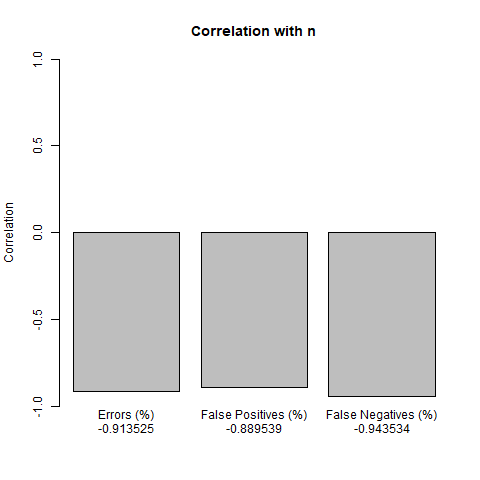 Correlation with n
Correlation
1.0
0.5
0.0
-0.5
-1.0
Errors (%)
-0.913525
False Positives (%)
-0.889539
False Negatives (%)
-0.943534